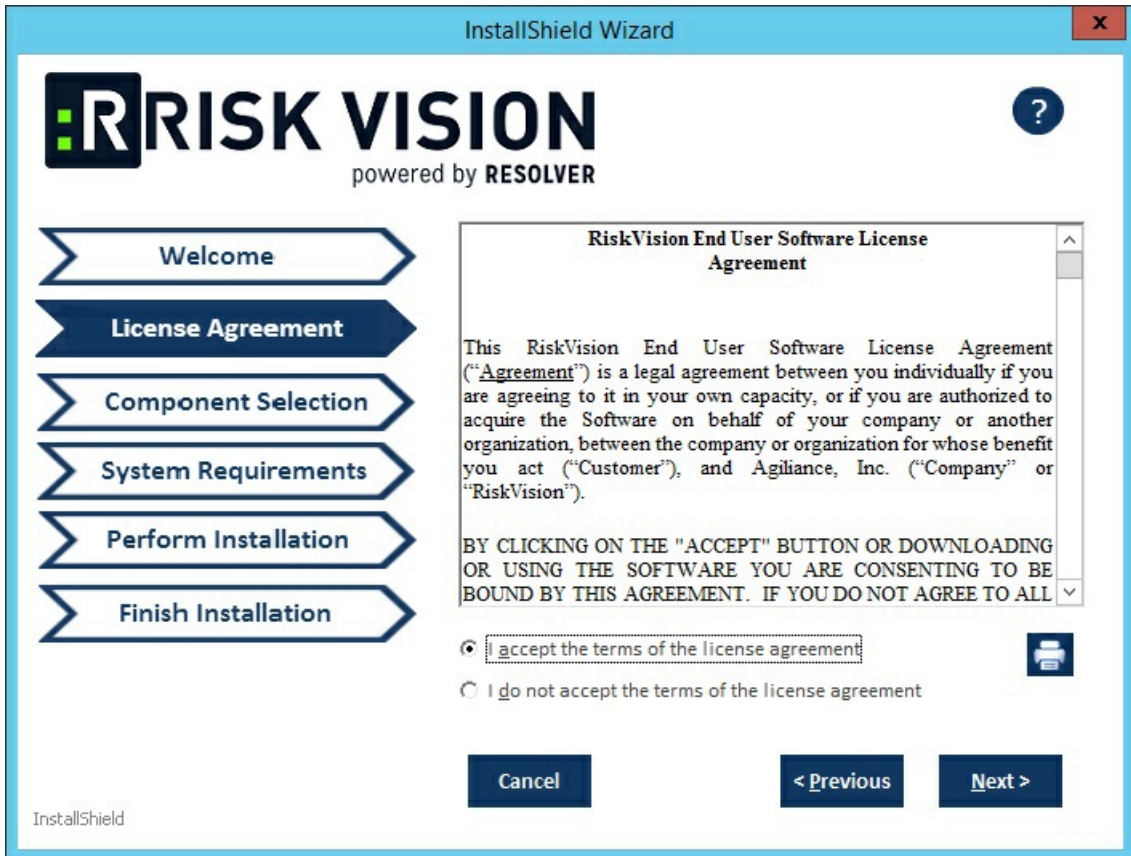 InstallShield Wizard
x
:R RISK VISION
powered by RESOLVER
?
Welcome
License Agreement
Component Selection
System Requirements
Perform Installation
Finish Installation
RiskVision End User Software License
Agreement
This RiskVision End User Software License Agreement
(“Agreement”) is a legal agreement between you individually if you
are agreeing to it in your own capacity, or if you are authorized to
acquire the Software on behalf of your company or another
organization, between the company or organization for whose benefit
you act (“Customer”), and Agiliance, Inc. (“Company” or
“RiskVision”).
BY CLICKING ON THE "ACCEPT" BUTTON OR DOWNLOADING
OR USING THE SOFTWARE YOU ARE CONSENTING TO BE
BOUND BY THIS AGREEMENT. IF YOU DO NOT AGREE TO ALL
I accept the terms of the license agreement
I do not accept the terms of the license agreement
Cancel
< Previous
Next >
InstallShield